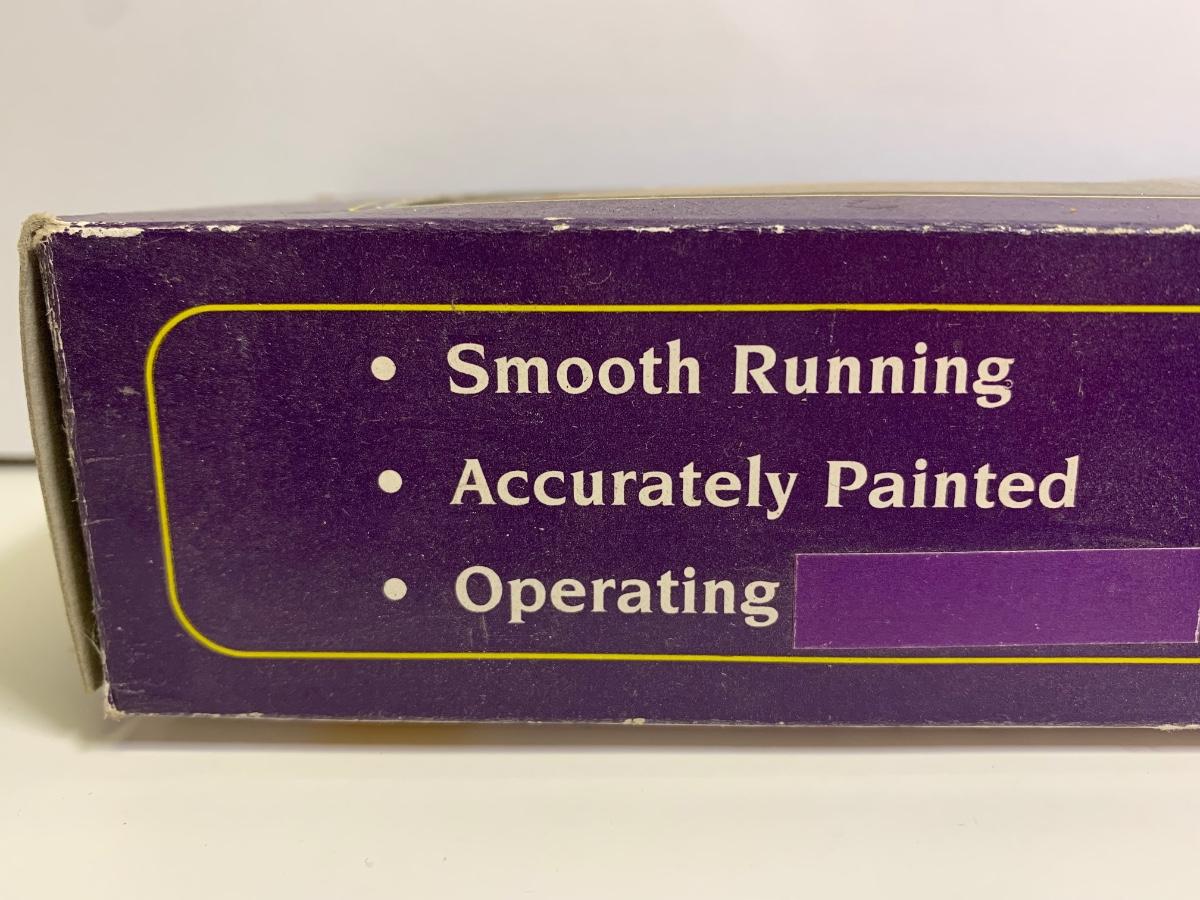 • Smooth Running
• Accurately Painted
• Operating